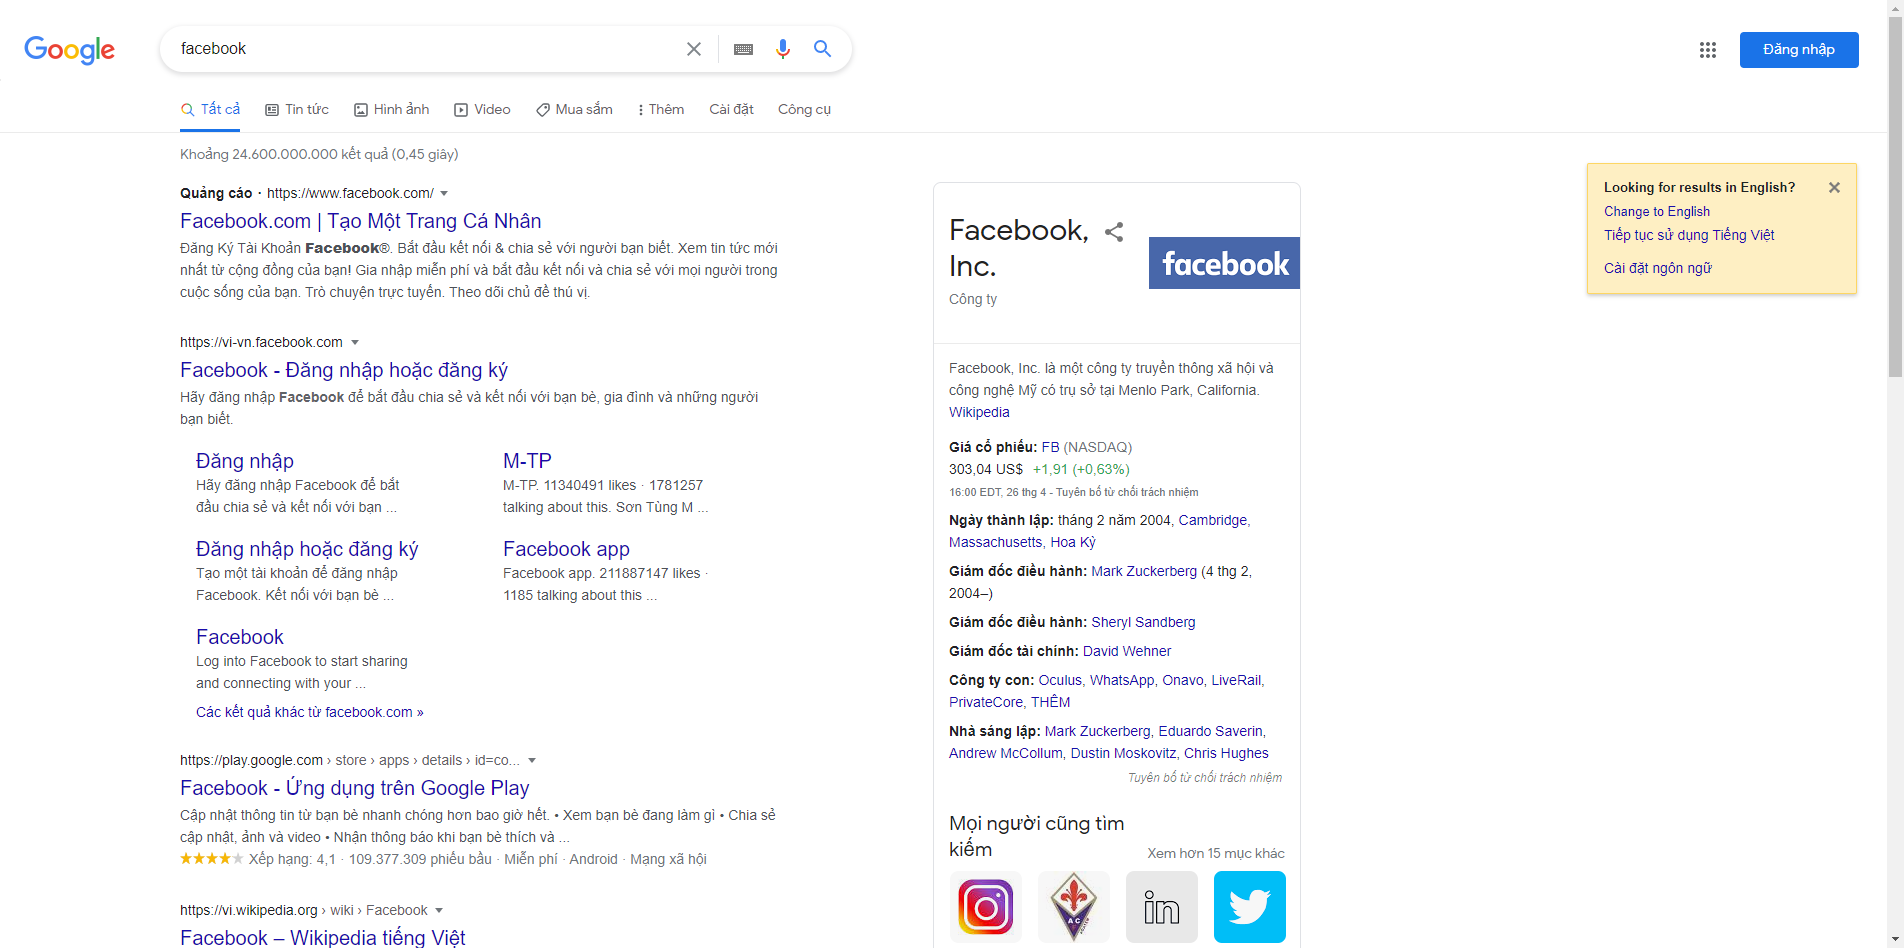 Google
facebook
Đăng nhập
Tất cả
Tin tức
Hình ảnh
Video
Mua sắm
Thêm
Cài đặt
Công cụ
Khoảng 24.600.000.000 kết quả (0,45 giây)
Quảng cáo · https://www.facebook.com/
Facebook.com | Tạo Một Trang Cá Nhân
Đăng Ký Tài Khoản Facebook®. Bắt đầu kết nối & chia sẻ với người bạn biết. Xem tin tức mới
nhất từ cộng đồng của bạn! Gia nhập miễn phí và bắt đầu kết nối và chia sẻ với mọi người trong
cuộc sống của bạn. Trò chuyện trực tuyến. Theo dõi chủ đề thú vị.
https://vi-vn.facebook.com
Facebook - Đăng nhập hoặc đăng ký
Hãy đăng nhập Facebook để bắt đầu chia sẻ và kết nối với bạn bè, gia đình và những người
bạn biết.
Đăng nhập
Hãy đăng nhập Facebook để bắt
đầu chia sẻ và kết nối với bạn ...
M-TP
M-TP. 11340491 likes · 1781257
talking about this. Sơn Tùng M ...
Đăng nhập hoặc đăng ký
Tạo một tài khoản để đăng nhập
Facebook. Kết nối với bạn bè ...
Facebook app
Facebook app. 211887147 likes ·
1185 talking about this ...
Facebook
Log into Facebook to start sharing
and connecting with your ...
Các kết quả khác từ facebook.com »
https://play.google.com › store › apps › details › id=co...
Facebook - Ứng dụng trên Google Play
Cập nhật thông tin từ bạn bè nhanh chóng hơn bao giờ hết. • Xem bạn bè đang làm gì • Chia sẻ
cập nhật, ảnh và video • Nhận thông báo khi bạn bè thích và ...
Xếp hạng: 4,1 · 109.377.309 phiếu bầu · Miễn phí · Android · Mạng xã hội
https://vi.wikipedia.org › wiki › Facebook
Facebook – Wikipedia tiếng Việt
Facebook,
Inc.
Công ty
facebook
Facebook, Inc. là một công ty truyền thông xã hội và
công nghệ Mỹ có trụ sở tại Menlo Park, California.
Wikipedia
Giá cổ phiếu: FB (NASDAQ)
303,04 US$ +1,91 (+0,63%)
16:00 EDT, 26 thg 4 - Tuyên bố từ chối trách nhiệm
Ngày thành lập: tháng 2 năm 2004, Cambridge,
Massachusetts, Hoa Kỳ
Giám đốc điều hành: Mark Zuckerberg (4 thg 2,
2004–)
Giám đốc điều hành: Sheryl Sandberg
Giám đốc tài chính: David Wehner
Công ty con: Oculus, WhatsApp, Onavo, LiveRail,
PrivateCore, THÊM
Nhà sáng lập: Mark Zuckerberg, Eduardo Saverin,
Andrew McCollum, Dustin Moskovitz, Chris Hughes
Tuyên bố từ chối trách nhiệm
Mọi người cũng tìm
kiếm
Xem hơn 15 mục khác
AC
in
Looking for results in English?
Change to English
Tiếp tục sử dụng Tiếng Việt
Cài đặt ngôn ngữ